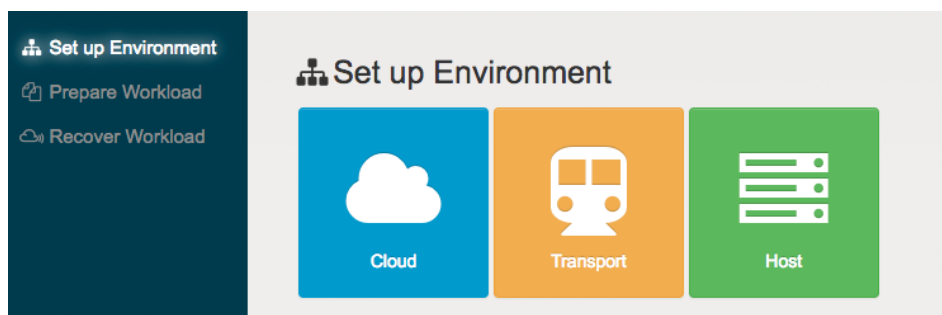 Set up Environment
Prepare Workload
Recover Workload
Set up Environment
Cloud
Transport
Host